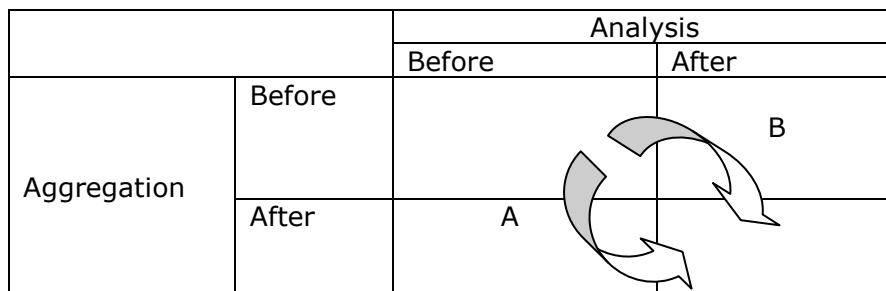 Analysis
Before After
Before
B
Aggregation
After A